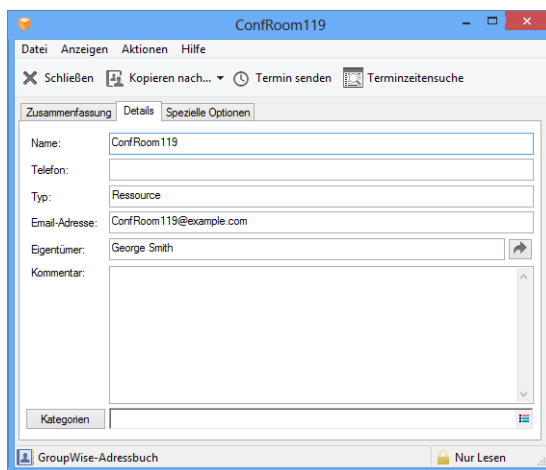 ConfRoom119
Datei Anzeigen Aktionen Hilfe
Schließen Kopieren nach... Termin senden Terminzeitensuche
Zusammenfassung Details Spezielle Optionen
Name: ConfRoom119
Telefon:
Typ: Ressource
Email-Adresse: ConfRoom119@example.com
Eigentümer: George Smith
Kommentar:
Kategorien
GroupWise-Adressbuch Nur Lesen